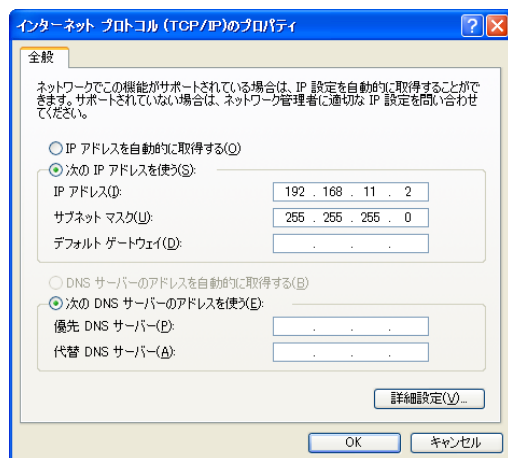 インターネット プロトコル (TCP/IP)のプロパティ
全般
ネットワークでこの機能がサポートされている場合は、IP 設定を自動的に取得することがで
きます。サポートされていない場合は、ネットワーク管理者に適切な IP 設定を問い合わせ
てください。
IP アドレスを自動的に取得する(O)
次の IP アドレスを使う(S):
IP アドレス(I): 192 . 168 . 11 . 2
サブネット マスク(U): 255 . 255 . 255 . 0
デフォルト ゲートウェイ(D): . . .
DNS サーバーのアドレスを自動的に取得する(B)
次の DNS サーバーのアドレスを使う(E):
優先 DNS サーバー(P): . . .
代替 DNS サーバー(A): . . .
詳細設定(V)...
OK キャンセル